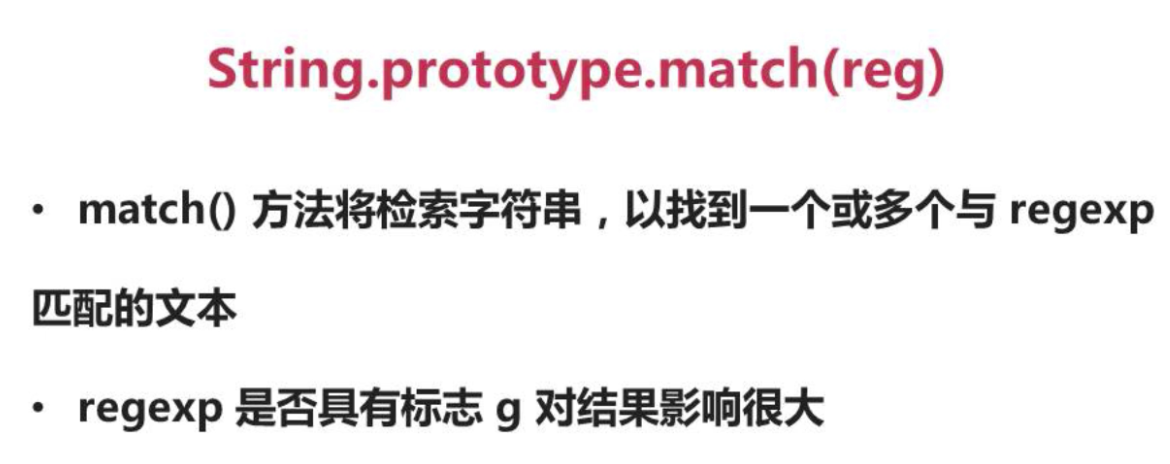 String.prototype.match(reg)
• match() 方法将检索字符串，以找到一个或多个与 regexp
匹配的文本
• regexp 是否具有标志 g 对结果影响很大